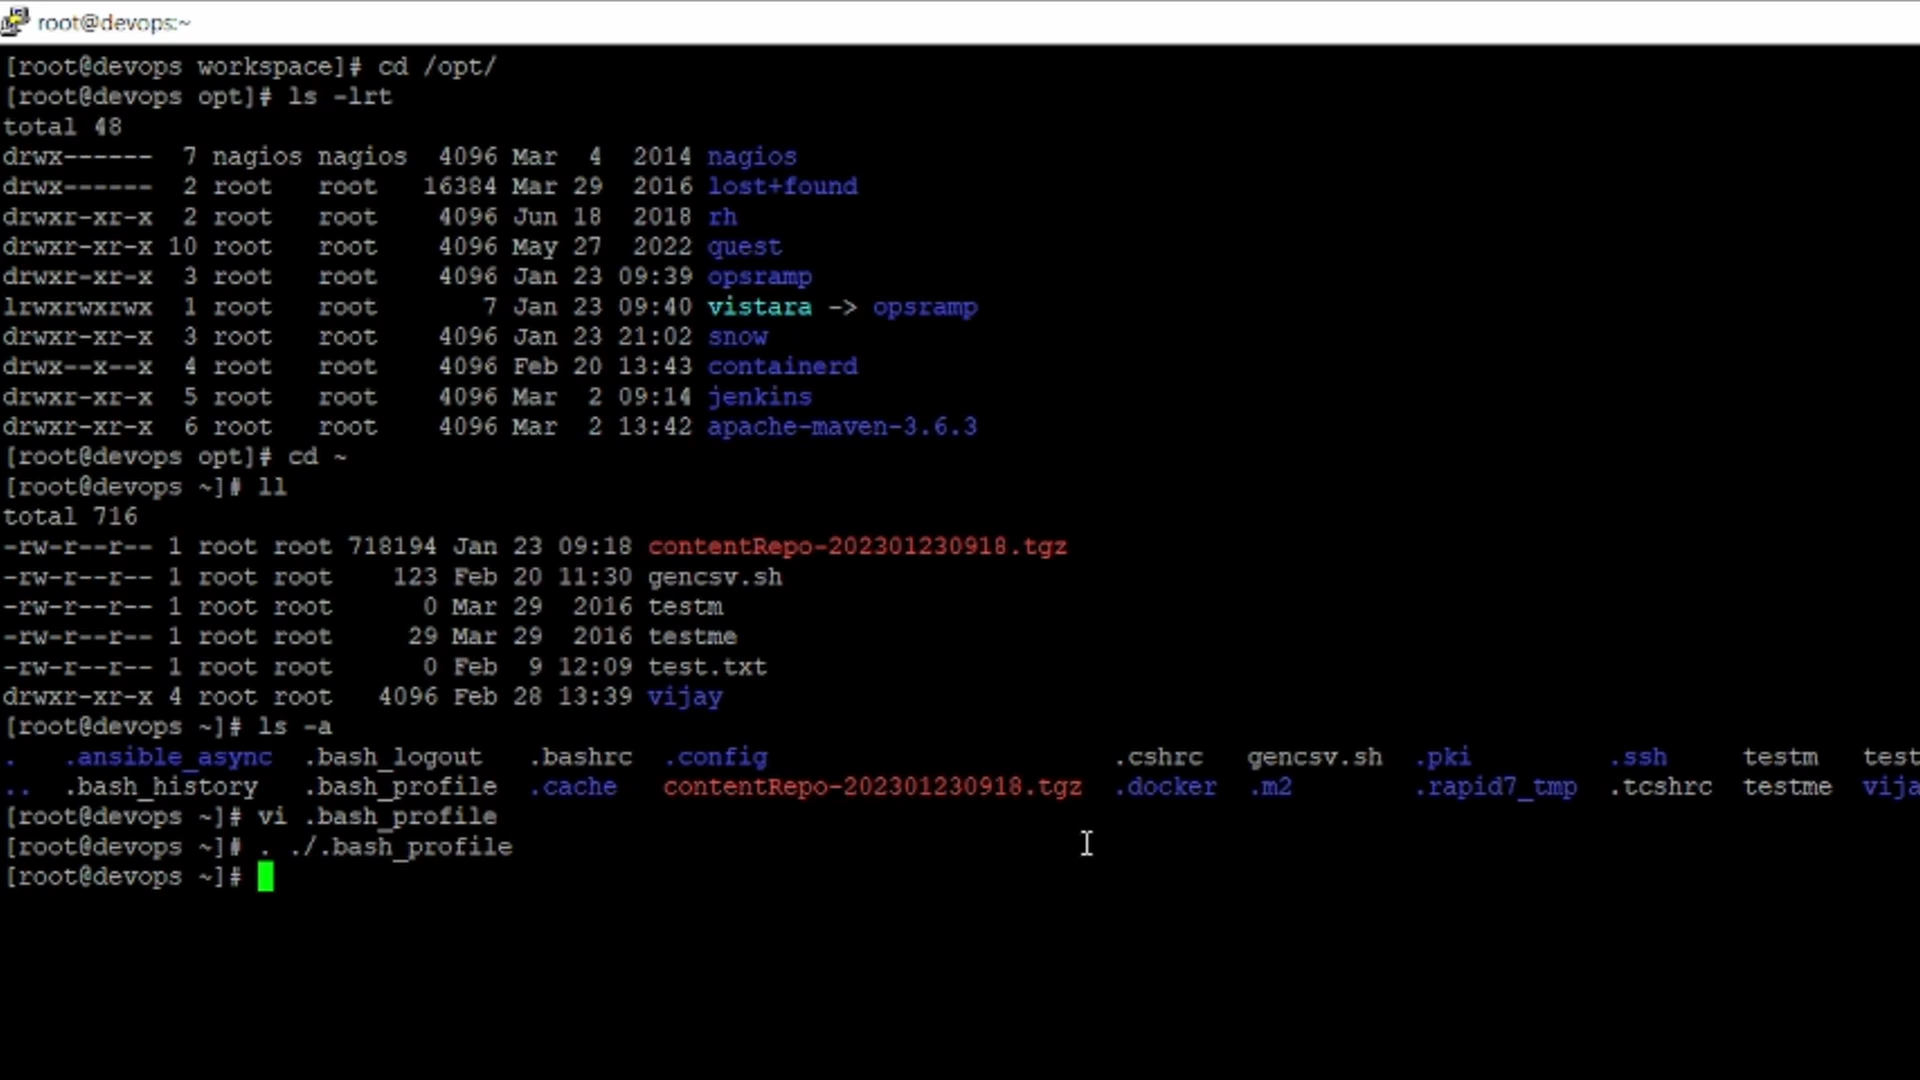 root@devops:~
[root@devops workspace]# cd /opt/
[root@devops opt]# ls -lrt
total 48
drwx------  7 nagios nagios  4096 Mar  4  2014 nagios
drwx------  2 root   root   16384 Mar 29  2016 lost+found
drwxr-xr-x  2 root   root    4096 Jun 18  2018 rh
drwxr-xr-x 10 root   root    4096 May 27  2022 quest
drwxr-xr-x  3 root   root    4096 Jan 23 09:39 opsramp
lrwxrwxrwx  1 root   root       7 Jan 23 09:40 vistara -> opsramp
drwxr-xr-x  3 root   root    4096 Jan 23 21:02 snow
drwx--x--x  4 root   root    4096 Feb 20 13:43 containerd
drwxr-xr-x  5 root   root    4096 Mar  2 09:14 jenkins
drwxr-xr-x  6 root   root    4096 Mar  2 13:42 apache-maven-3.6.3
[root@devops opt]# cd ~
[root@devops ~]# ll
total 716
-rw-r--r-- 1 root root 718194 Jan 23 09:18 contentRepo-202301230918.tgz
-rw-r--r-- 1 root root    123 Feb 20 11:30 gencsv.sh
-rw-r--r-- 1 root root      0 Mar 29  2016 testm
-rw-r--r-- 1 root root     29 Mar 29  2016 testme
-rw-r--r-- 1 root root      0 Feb  9 12:09 test.txt
drwxr-xr-x 4 root root   4096 Feb 28 13:39 vijay
[root@devops ~]# ls -a
.   .ansible_async  .bash_logout   .bashrc  .config                       .cshrc   gencsv.sh  .pki         .ssh     testm   test
..  .bash_history   .bash_profile  .cache   contentRepo-202301230918.tgz  .docker  .m2        .rapid7_tmp  .tcshrc  testme  vija
[root@devops ~]# vi .bash_profile
[root@devops ~]# . ./.bash_profile
[root@devops ~]#